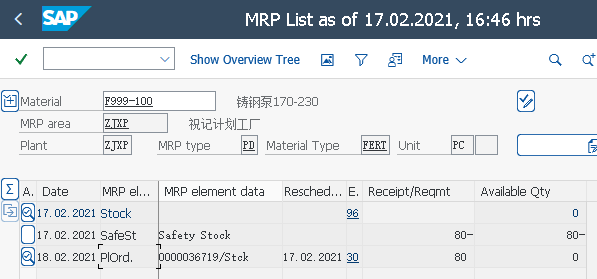 SAP MRP List as of 17.02.2021, 16:46 hrs
Show Overview Tree More
Material F999-100 铸钢泵170-230
MRP area ZJXP 祝记计划工厂
Plant ZJXP MRP type PD Material Type FERT Unit PC
A. Date MRP el... MRP element data Resched... E. Receipt/Reqmt Available Qty
17.02.2021 Stock 96 0
17.02.2021 SafeSt Safety Stock 80- 80-
18.02.2021 PlOrd. 0000036719/Stck 17.02.2021 30 80 0